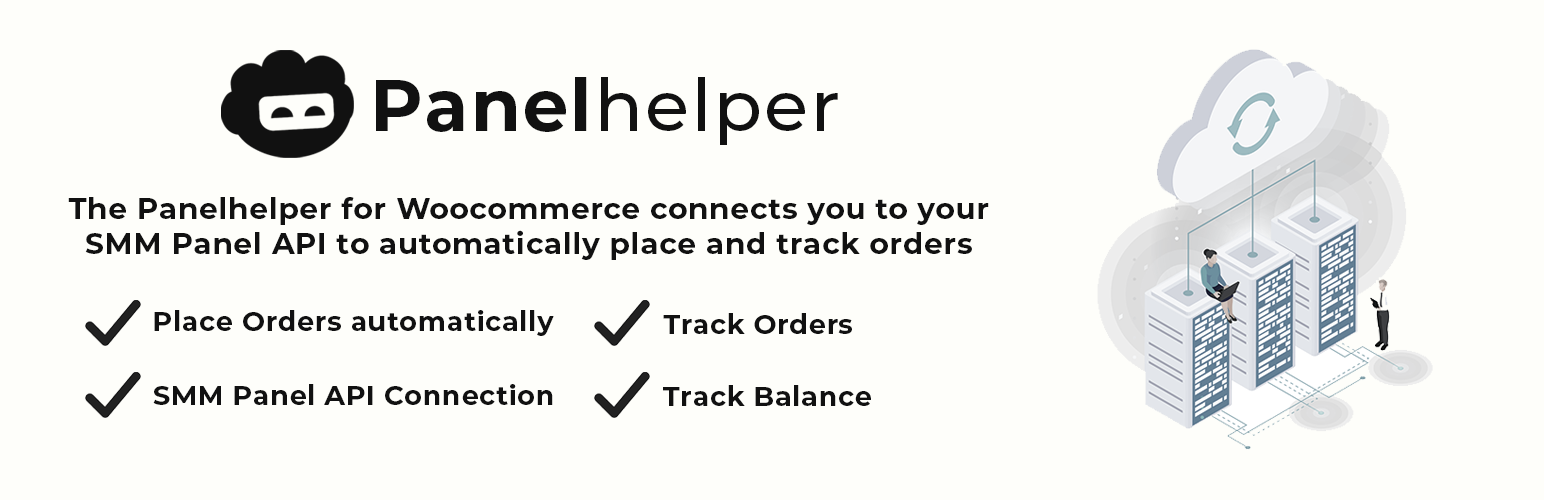 Panelhelper
The Panelhelper for Woocommerce connects you to your
SMM Panel API to automatically place and track orders
Place Orders automatically
Track Orders
SMM Panel API Connection
Track Balance